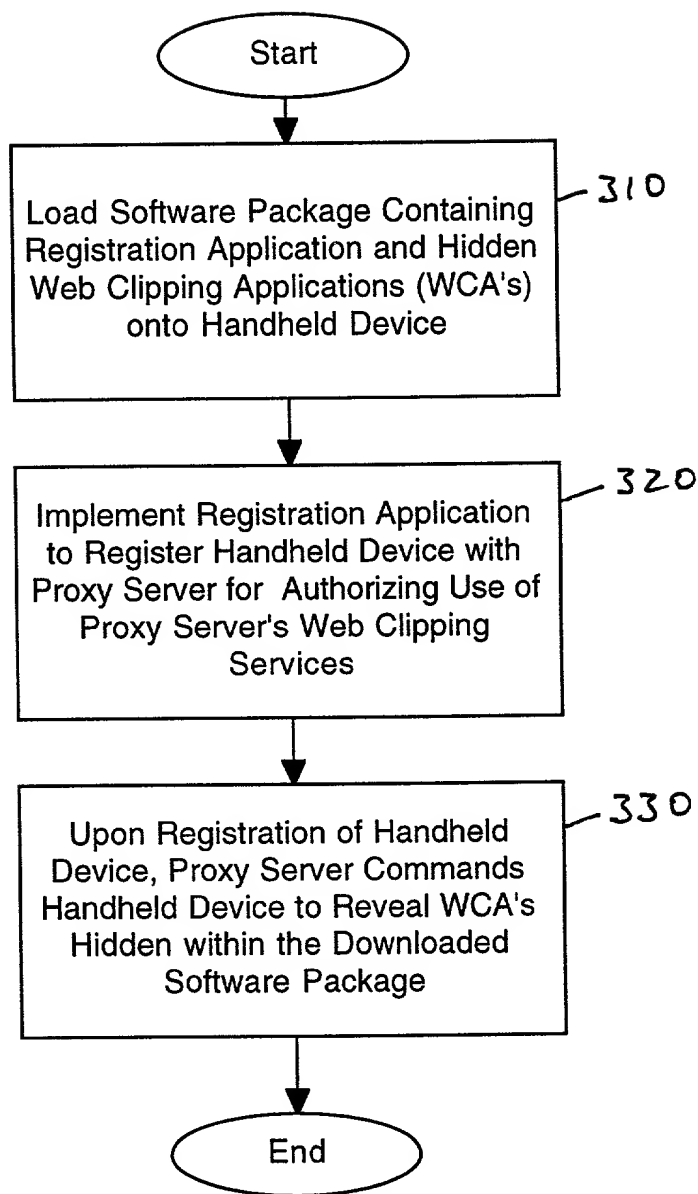 Start
Load Software Package Containing
Registration Application and Hidden
Web Clipping Applications (WCA's)
onto Handheld Device
310
Implement Registration Application
to Register Handheld Device with
Proxy Server for Authorizing Use of
Proxy Server's Web Clipping
Services
320
Upon Registration of Handheld
Device, Proxy Server Commands
Handheld Device to Reveal WCA's
Hidden within the Downloaded
Software Package
330
End